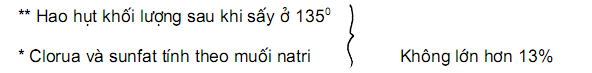 ** Hao hụt khối lượng sau khi sấy ở 135⁰
* Clorua và sunfat tính theo muối natri Không lớn hơn 13%